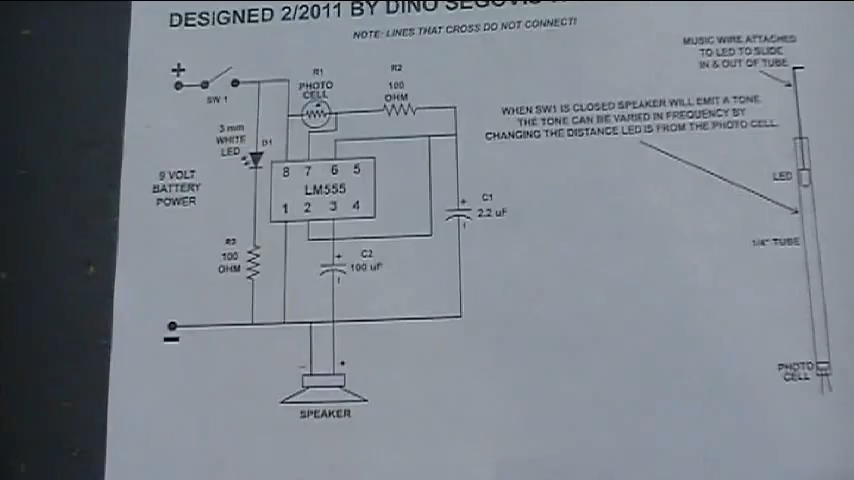 DESIGNED 2/2011 BY DINO SEGOVIS
NOTE: LINES THAT CROSS DO NOT CONNECT!
MUSIC WIRE ATTACHED
TO LED TO SLIDE
IN & OUT OF TUBE
+
SW 1
R1
PHOTO
CELL
R2
100
OHM
WHEN SW1 IS CLOSED SPEAKER WILL EMIT A TONE.
THE TONE CAN BE VARIED IN FREQUENCY BY
CHANGING THE DISTANCE LED IS FROM THE PHOTO CELL.
3 mm
WHITE
LED
D1
9 VOLT
BATTERY
POWER
8 7 6 5
LM555
1 2 3 4
LED
+
C1
2.2 uF
-
R3
100
OHM
+
C2
100 uF
-
1/4" TUBE
-
- +
SPEAKER
PHOTO
CELL